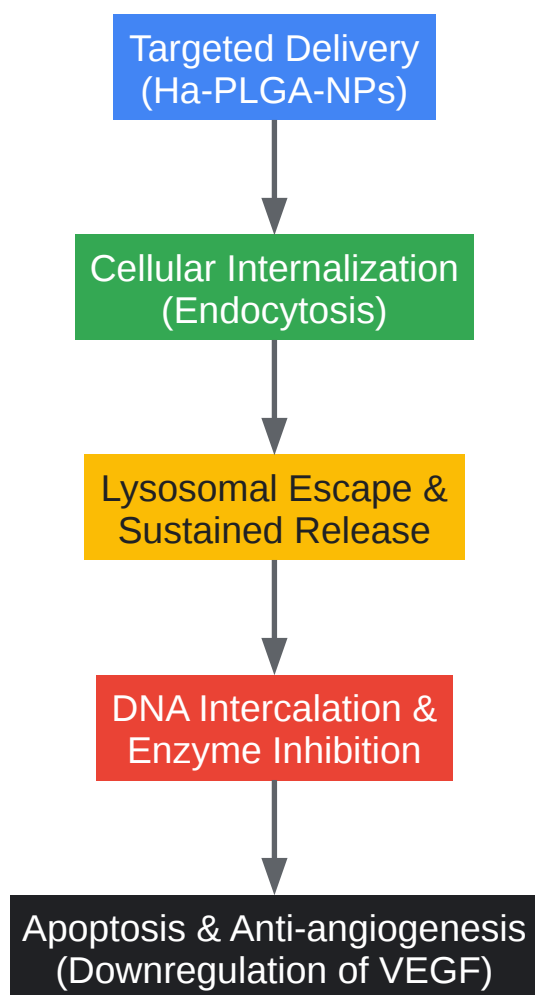 Targeted Delivery
(Ha-PLGA-NPs)
Cellular Internalization
(Endocytosis)
Lysosomal Escape &
Sustained Release
DNA Intercalation &
Enzyme Inhibition
Apoptosis & Anti-angiogenesis
(Downregulation of VEGF)